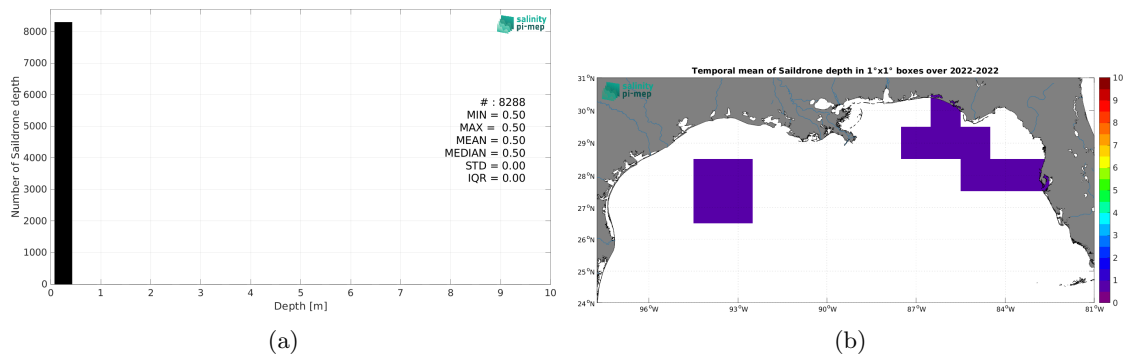 salinity
pi-mep
8000
7000
6000
5000
4000
3000
2000
1000
0
Number of Saildrone depth
# : 8288
MIN = 0.50
MAX = 0.50
MEAN = 0.50
MEDIAN = 0.50
STD = 0.00
IQR = 0.00
0 1 2 3 4 5 6 7 8 9 10
Depth [m]
(a)
Temporal mean of Saildrone depth in 1°x1° boxes over 2022-2022
salinity
pi-mep
31°N
30°N
29°N
28°N
27°N
26°N
25°N
24°N
96°W 93°W 90°W 87°W 84°W 81°W
10
9
8
7
6
5
4
3
2
1
0
(b)